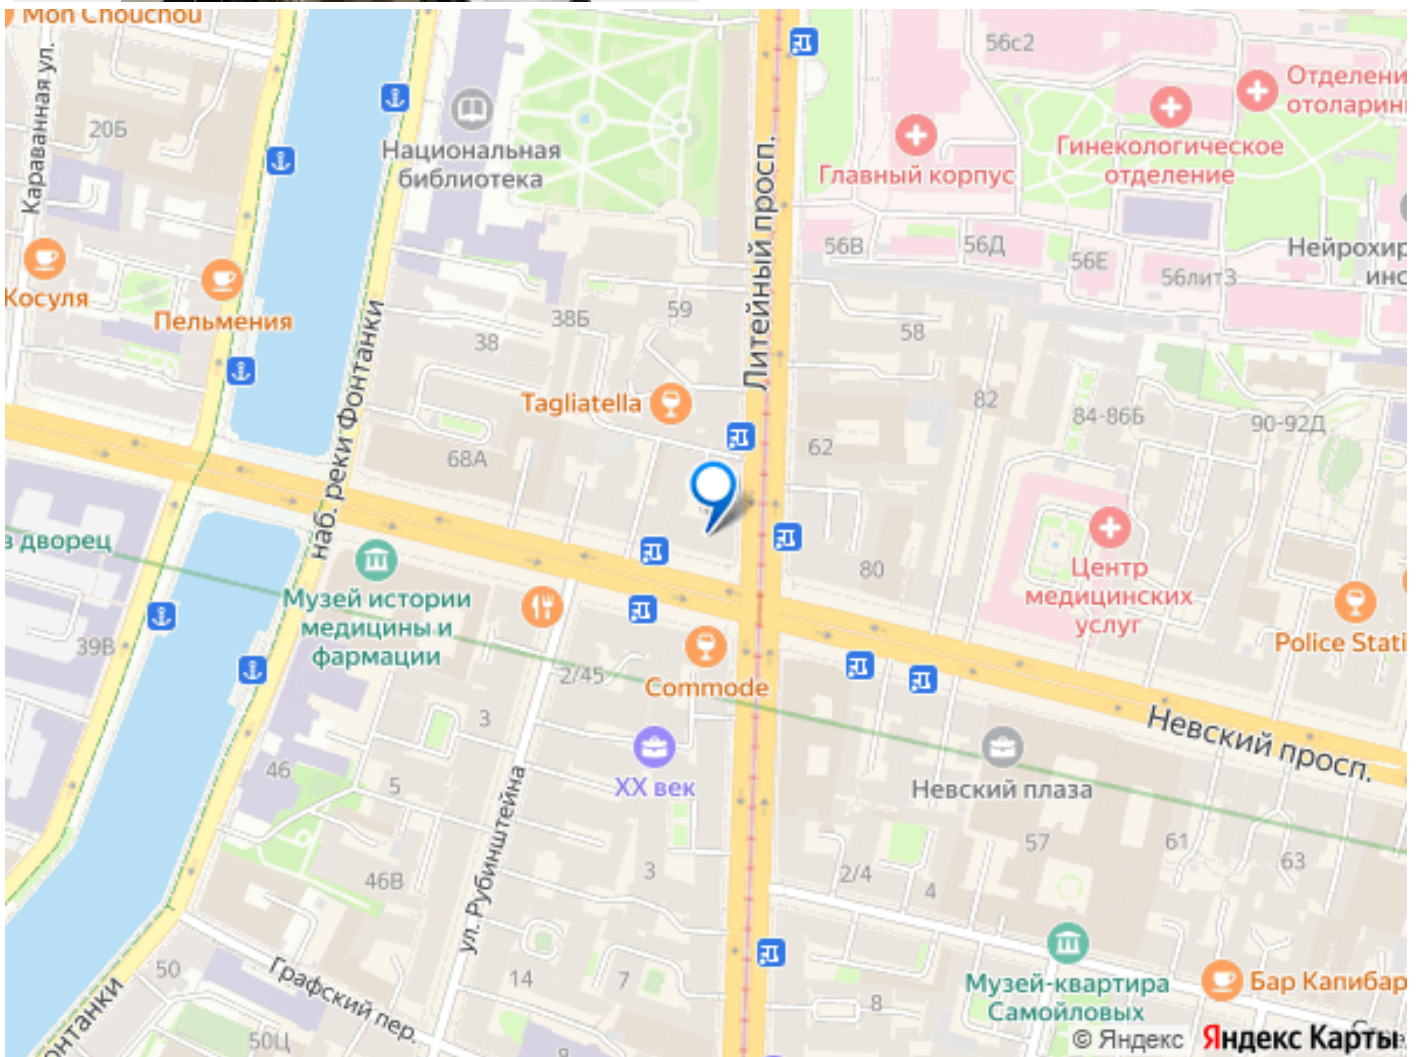 Mon Chouchou
56с2
Отделени
отоларин
Караванная ул.
20Б
Национальная
библиотека
Гинекологическое
отделение
Главный корпус
Литейный просп.
56В
56Д
56Е
56лит3
Нейрохир
инс
Косуля
Пельмения
наб. реки Фонтанки
38
38Б
59
58
Tagliatella
82
84-86Б
90-92Д
68А
62
в дворец
Центр
медицинских
услуг
80
Музей истории
медицины и
фармации
Police Stati
39В
2/45
Commode
3
Невский просп.
46
5
XX век
Невский плаза
ул. Рубинштейна
57
61
63
46В
3
2/4
4
50
Графский пер.
14
7
8
Музей-квартира
Самойловых
Бар Капибар
онтанки
50Ц
© Яндекс Яндекс Карты